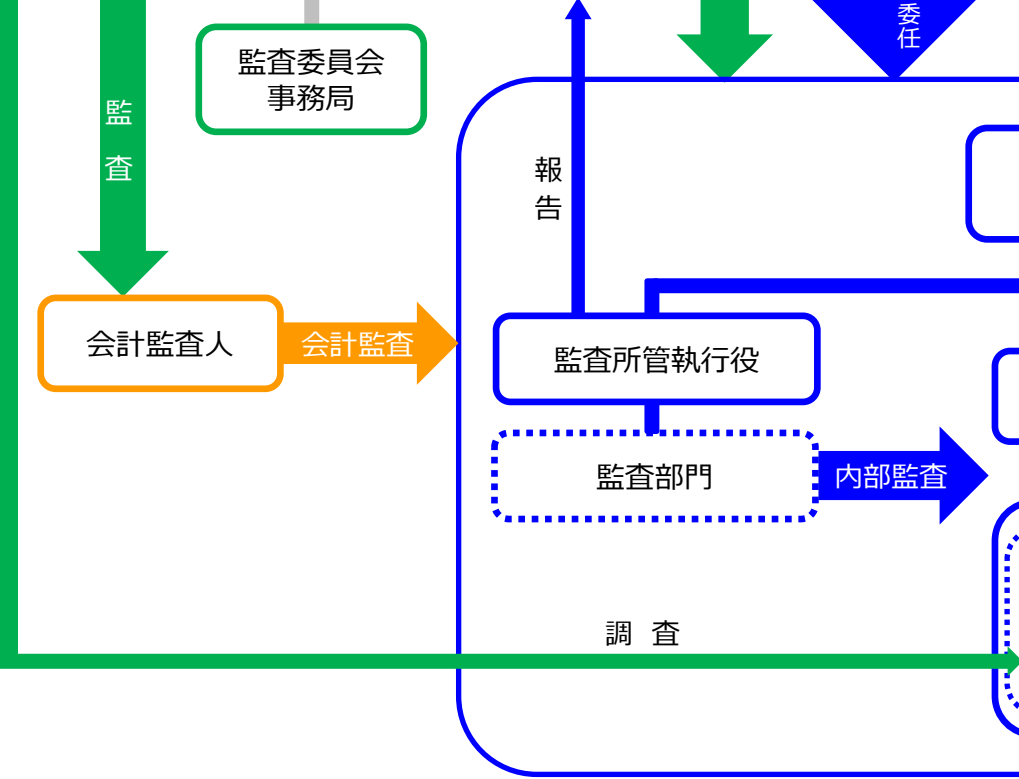 委任
監査委員会
事務局
監査
報告
会計監査人
会計監査
監査所管執行役
監査部門
内部監査
調 査